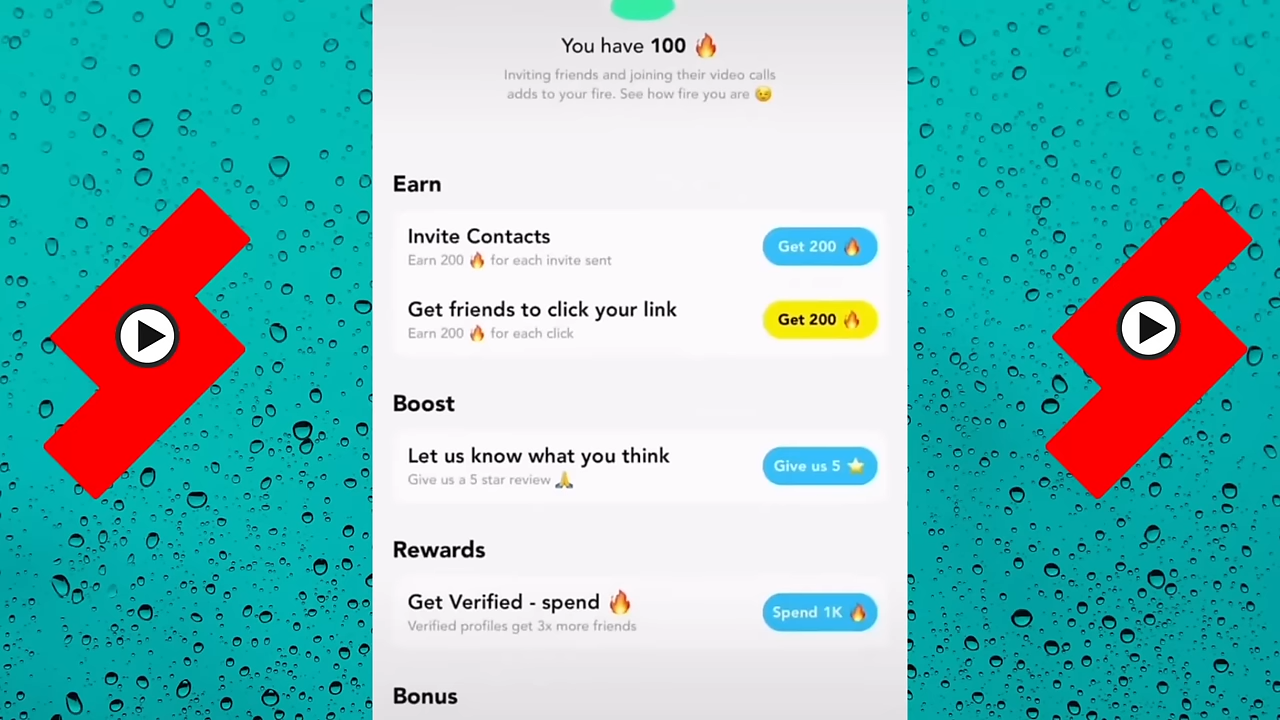 You have 100 🔥
Inviting friends and joining their video calls
adds to your fire. See how fire you are 😉
Earn
Invite Contacts
Earn 200 🔥 for each invite sent
Get 200 🔥
Get friends to click your link
Earn 200 🔥 for each click
Get 200 🔥
Boost
Let us know what you think
Give us a 5 star review 🙏
Give us 5 ⭐
Rewards
Get Verified - spend 🔥
Verified profiles get 3x more friends
Spend 1K 🔥
Bonus